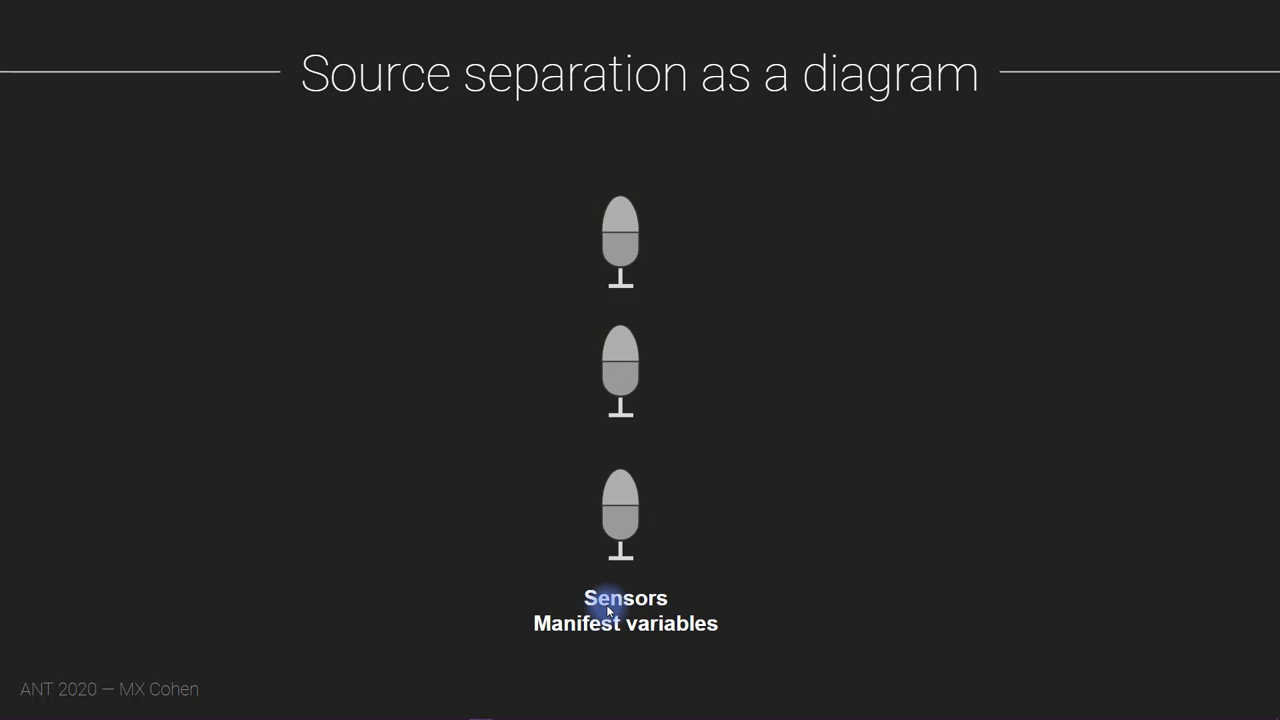 Source separation as a diagram
Sensors
Manifest variables
ANT 2020 — MX Cohen